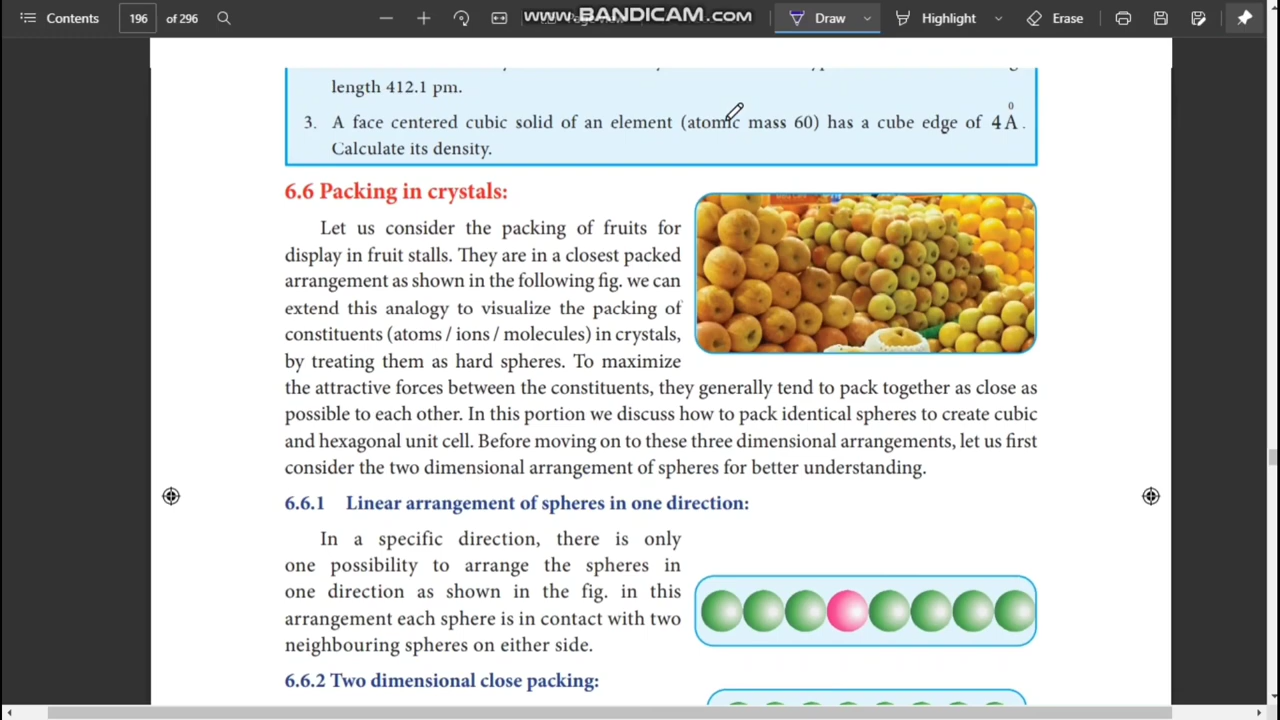 Contents
196 of 296
www.BANDICAM.com
Draw
Highlight
Erase
length 412.1 pm.
3. A face centered cubic solid of an element (atomic mass 60) has a cube edge of 4 Å.
Calculate its density.
6.6 Packing in crystals:
Let us consider the packing of fruits for
display in fruit stalls. They are in a closest packed
arrangement as shown in the following fig. we can
extend this analogy to visualize the packing of
constituents (atoms / ions / molecules) in crystals,
by treating them as hard spheres. To maximize
the attractive forces between the constituents, they generally tend to pack together as close as
possible to each other. In this portion we discuss how to pack identical spheres to create cubic
and hexagonal unit cell. Before moving on to these three dimensional arrangements, let us first
consider the two dimensional arrangement of spheres for better understanding.
6.6.1 Linear arrangement of spheres in one direction:
In a specific direction, there is only
one possibility to arrange the spheres in
one direction as shown in the fig. in this
arrangement each sphere is in contact with two
neighbouring spheres on either side.
6.6.2 Two dimensional close packing: